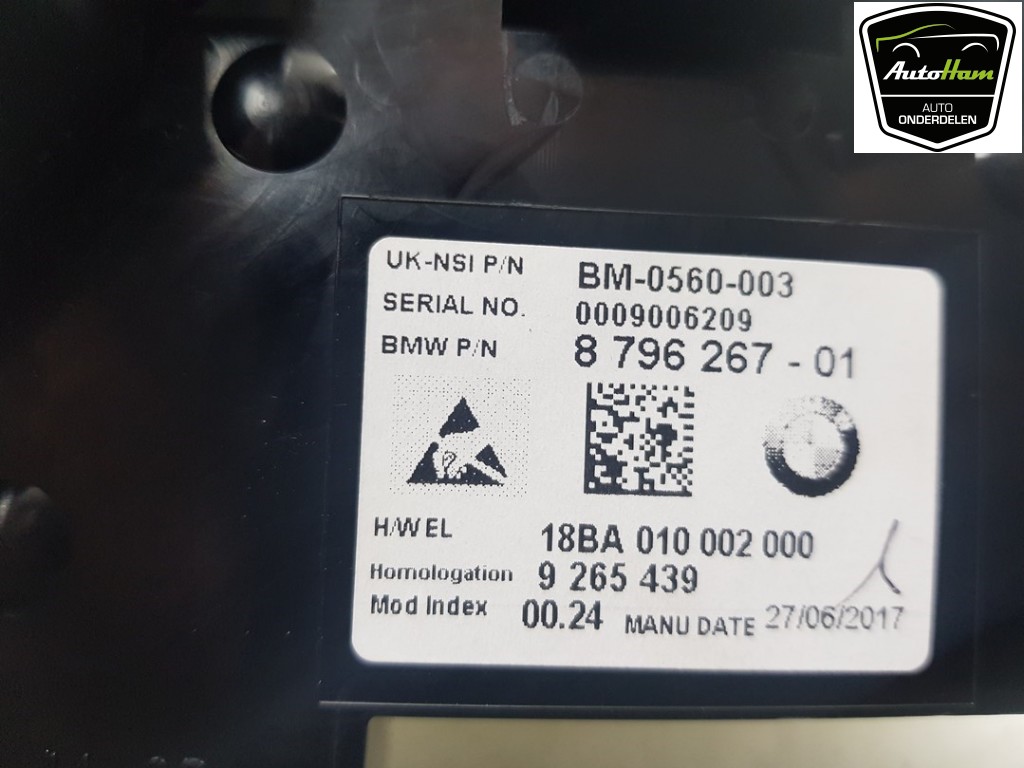 AutoHam
AUTO
ONDERDELEN
UK-NSI P/N BM-0560-003
SERIAL NO. 0009006209
BMW P/N 8 796 267 - 01
H/W EL 18BA 010 002 000
Homologation 9 265 439
Mod Index 00.24 MANU DATE 27/06/2017